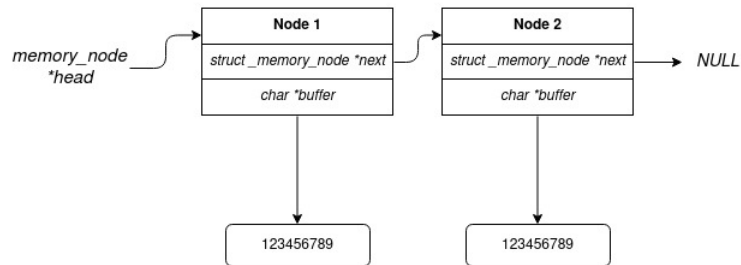 memory_node
*head
Node 1
struct _memory_node *next
char *buffer
123456789
Node 2
struct _memory_node *next
char *buffer
123456789
NULL